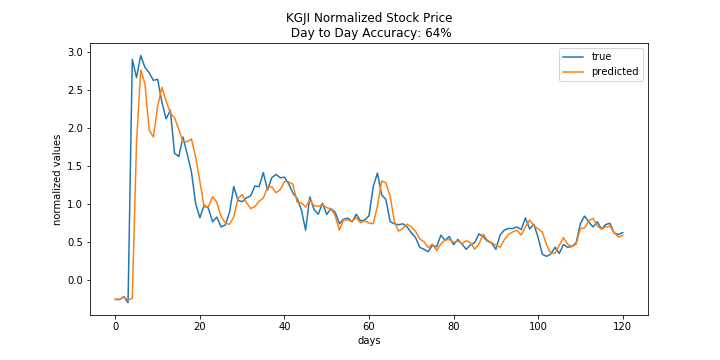 KGJI Normalized Stock Price
Day to Day Accuracy: 64%
true
predicted
normalized values
3.0
2.5
2.0
1.5
1.0
0.5
0.0
0
20
40
60
80
100
120
days